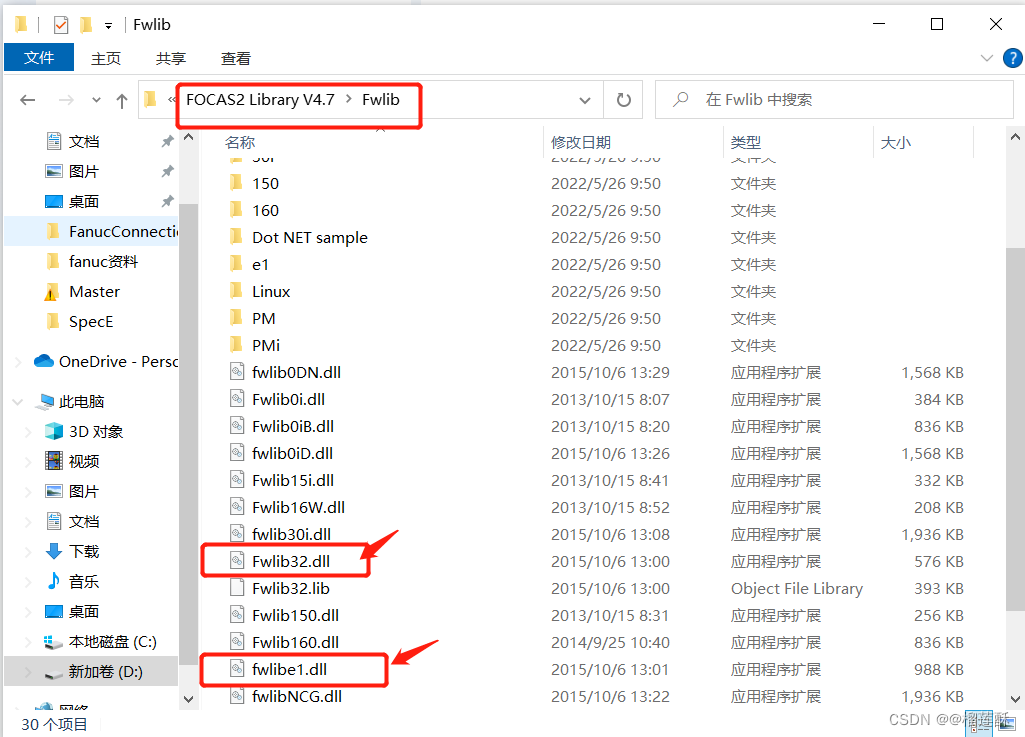 Fwlib
文件 主页 共享 查看
« FOCAS2 Library V4.7 > Fwlib 在 Fwlib 中搜索
文档
图片
桌面
FanucConnectio
fanuc资料
Master
SpecE
OneDrive - Persc
此电脑
3D 对象
视频
图片
文档
下载
音乐
桌面
本地磁盘 (C:)
新加卷 (D:)
网络
名称 修改日期 类型 大小
2022/5/26 9:50 文件夹
150 2022/5/26 9:50 文件夹
160 2022/5/26 9:50 文件夹
Dot NET sample 2022/5/26 9:50 文件夹
e1 2022/5/26 9:50 文件夹
Linux 2022/5/26 9:50 文件夹
PM 2022/5/26 9:50 文件夹
PMi 2022/5/26 9:50 文件夹
fwlib0DN.dll 2015/10/6 13:29 应用程序扩展 1,568 KB
Fwlib0i.dll 2013/10/15 8:07 应用程序扩展 384 KB
Fwlib0iB.dll 2013/10/15 8:20 应用程序扩展 836 KB
fwlib0iD.dll 2015/10/6 13:26 应用程序扩展 1,568 KB
Fwlib15i.dll 2013/10/15 8:41 应用程序扩展 332 KB
Fwlib16W.dll 2013/10/15 8:52 应用程序扩展 208 KB
fwlib30i.dll 2015/10/6 13:08 应用程序扩展 1,936 KB
Fwlib32.dll 2015/10/6 13:00 应用程序扩展 576 KB
Fwlib32.lib 2015/10/6 13:00 Object File Library 393 KB
Fwlib150.dll 2013/10/15 8:31 应用程序扩展 256 KB
Fwlib160.dll 2014/9/25 10:40 应用程序扩展 836 KB
fwlibe1.dll 2015/10/6 13:01 应用程序扩展 988 KB
fwlibNCG.dll 2015/10/6 13:22 应用程序扩展 1,936 KB
30 个项目
CSDN @@榴莲酥